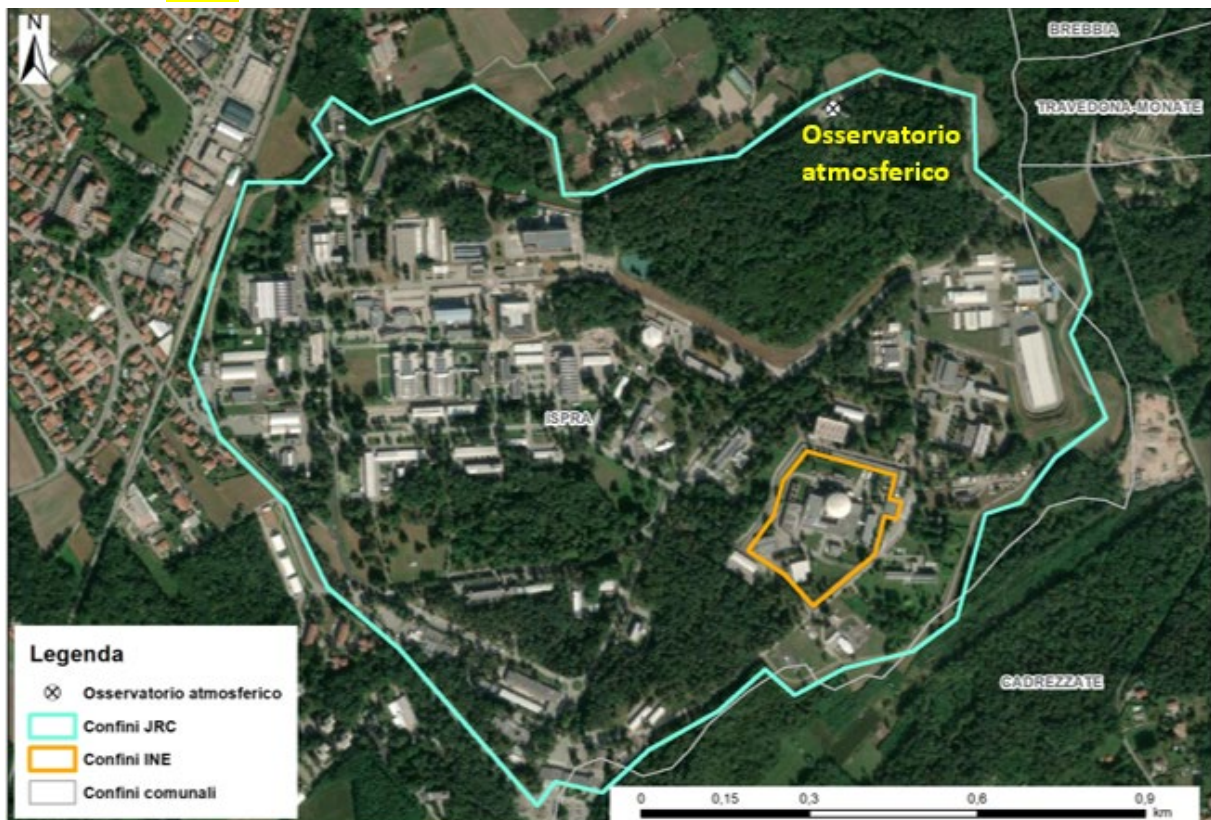 N
BREBBIA
TRAVEDONA-MONATE
Osservatorio
atmosferico
ISPRA
CADREZZATE
Legenda
Osservatorio atmosferico
Confini JRC
Confini INE
Confini comunali
0 0,15 0,3 0,6 0,9
km